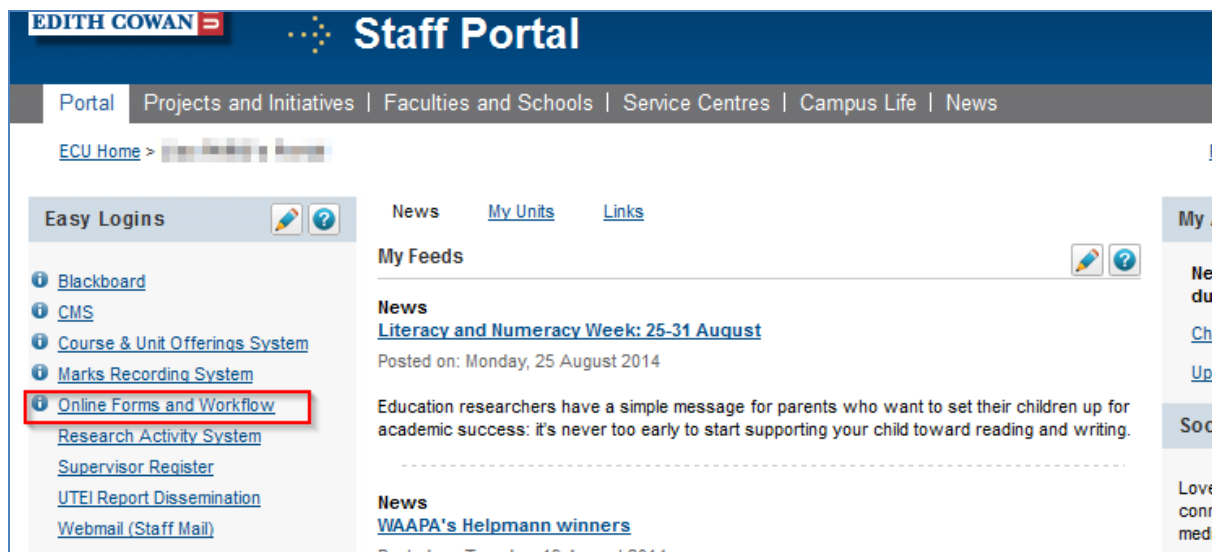 EDITH COWAN
Staff Portal
Portal Projects and Initiatives | Faculties and Schools | Service Centres | Campus Life | News
ECU Home >
Easy Logins
Blackboard
CMS
Course & Unit Offerings System
Marks Recording System
Online Forms and Workflow
Research Activity System
Supervisor Register
UTEI Report Dissemination
Webmail (Staff Mail)
News My Units Links
My Feeds
News
Literacy and Numeracy Week: 25-31 August
Posted on: Monday, 25 August 2014
Education researchers have a simple message for parents who want to set their children up for
academic success: it's never too early to start supporting your child toward reading and writing.
News
WAAPA's Helpmann winners
My